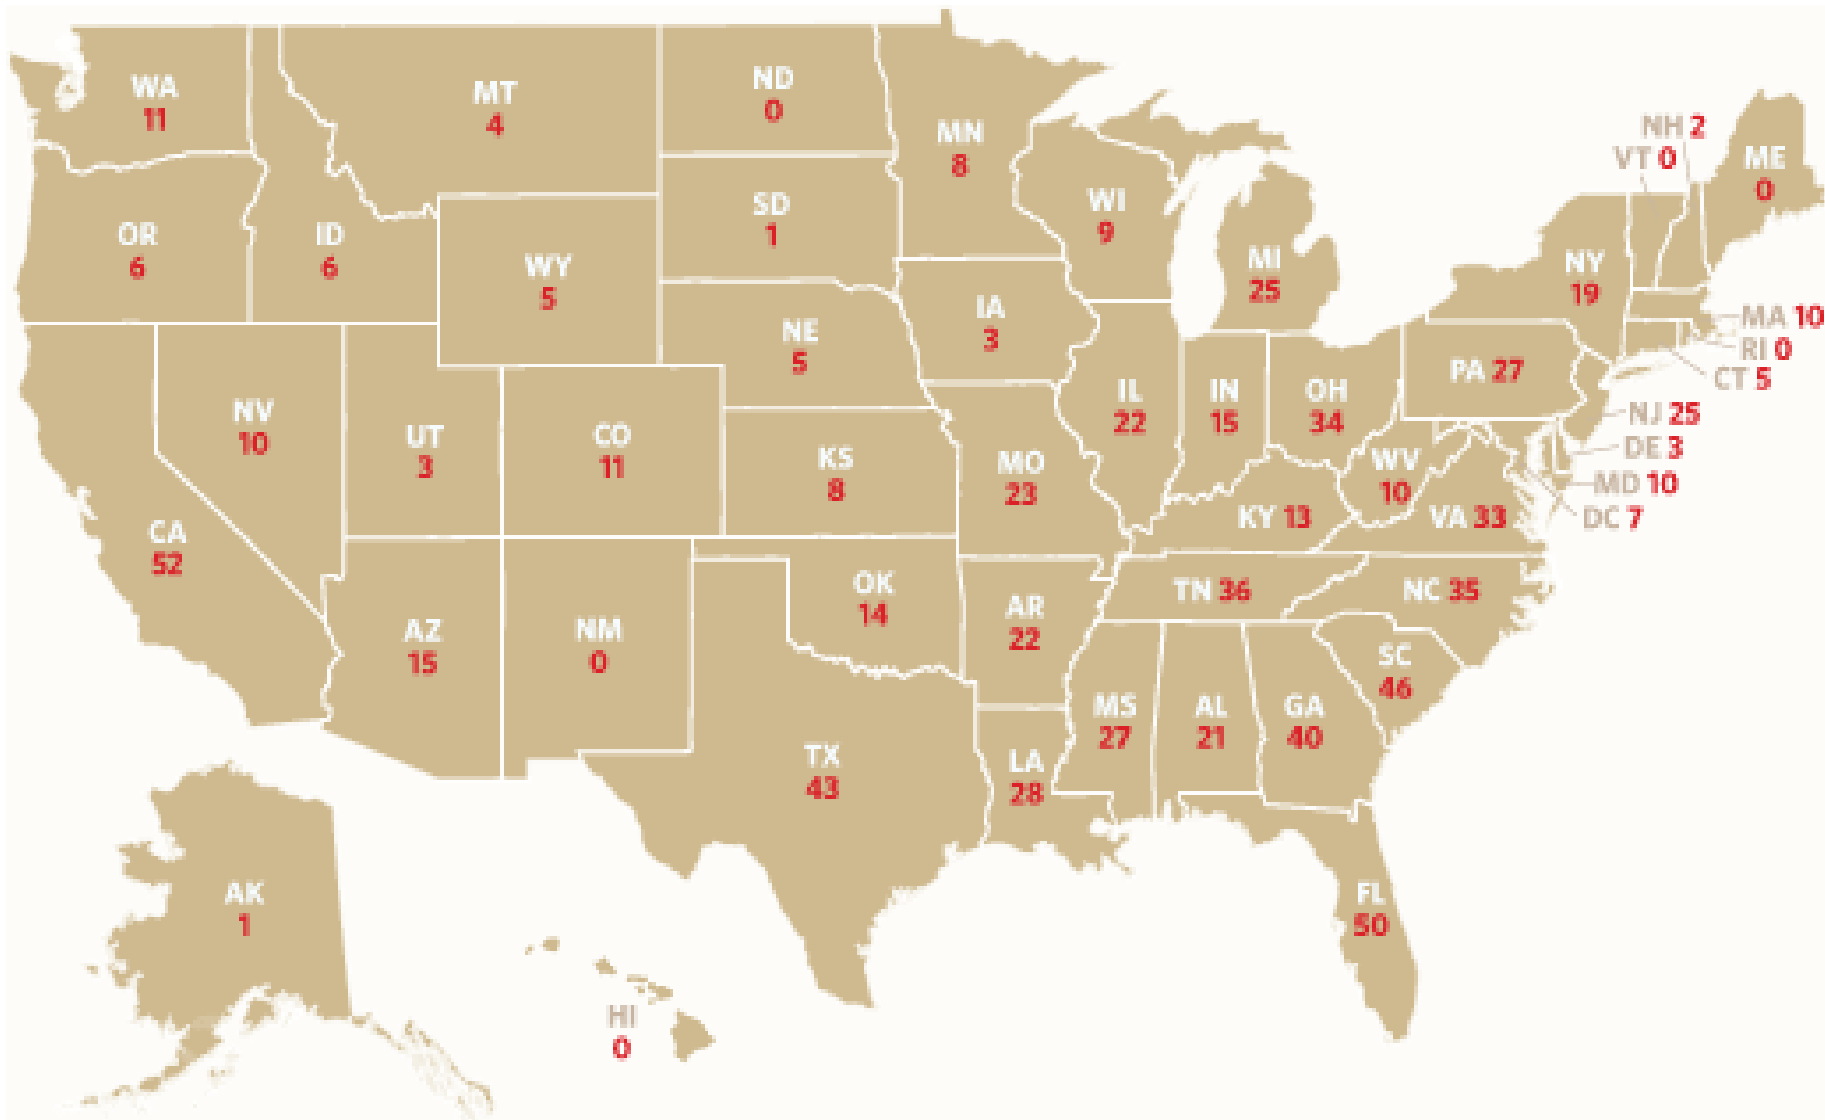 WA
11
MT
4
ND
0
MN
8
OR
6
ID
6
WY
5
SD
1
WI
9
MI
25
NH 2
VT 0
ME
0
NY
19
MA 10
RI 0
CT 5
NJ 25
DE 3
MD 10
DC 7
NE
5
IA
3
PA 27
NV
10
UT
3
CO
11
KS
8
MO
23
IL
22
IN
15
OH
34
WV
10
KY 13
VA 33
CA
52
AZ
15
NM
0
OK
14
AR
22
TN 36
NC 35
SC
46
MS
27
AL
21
GA
40
TX
43
LA
28
FL
50
AK
1
HI
0